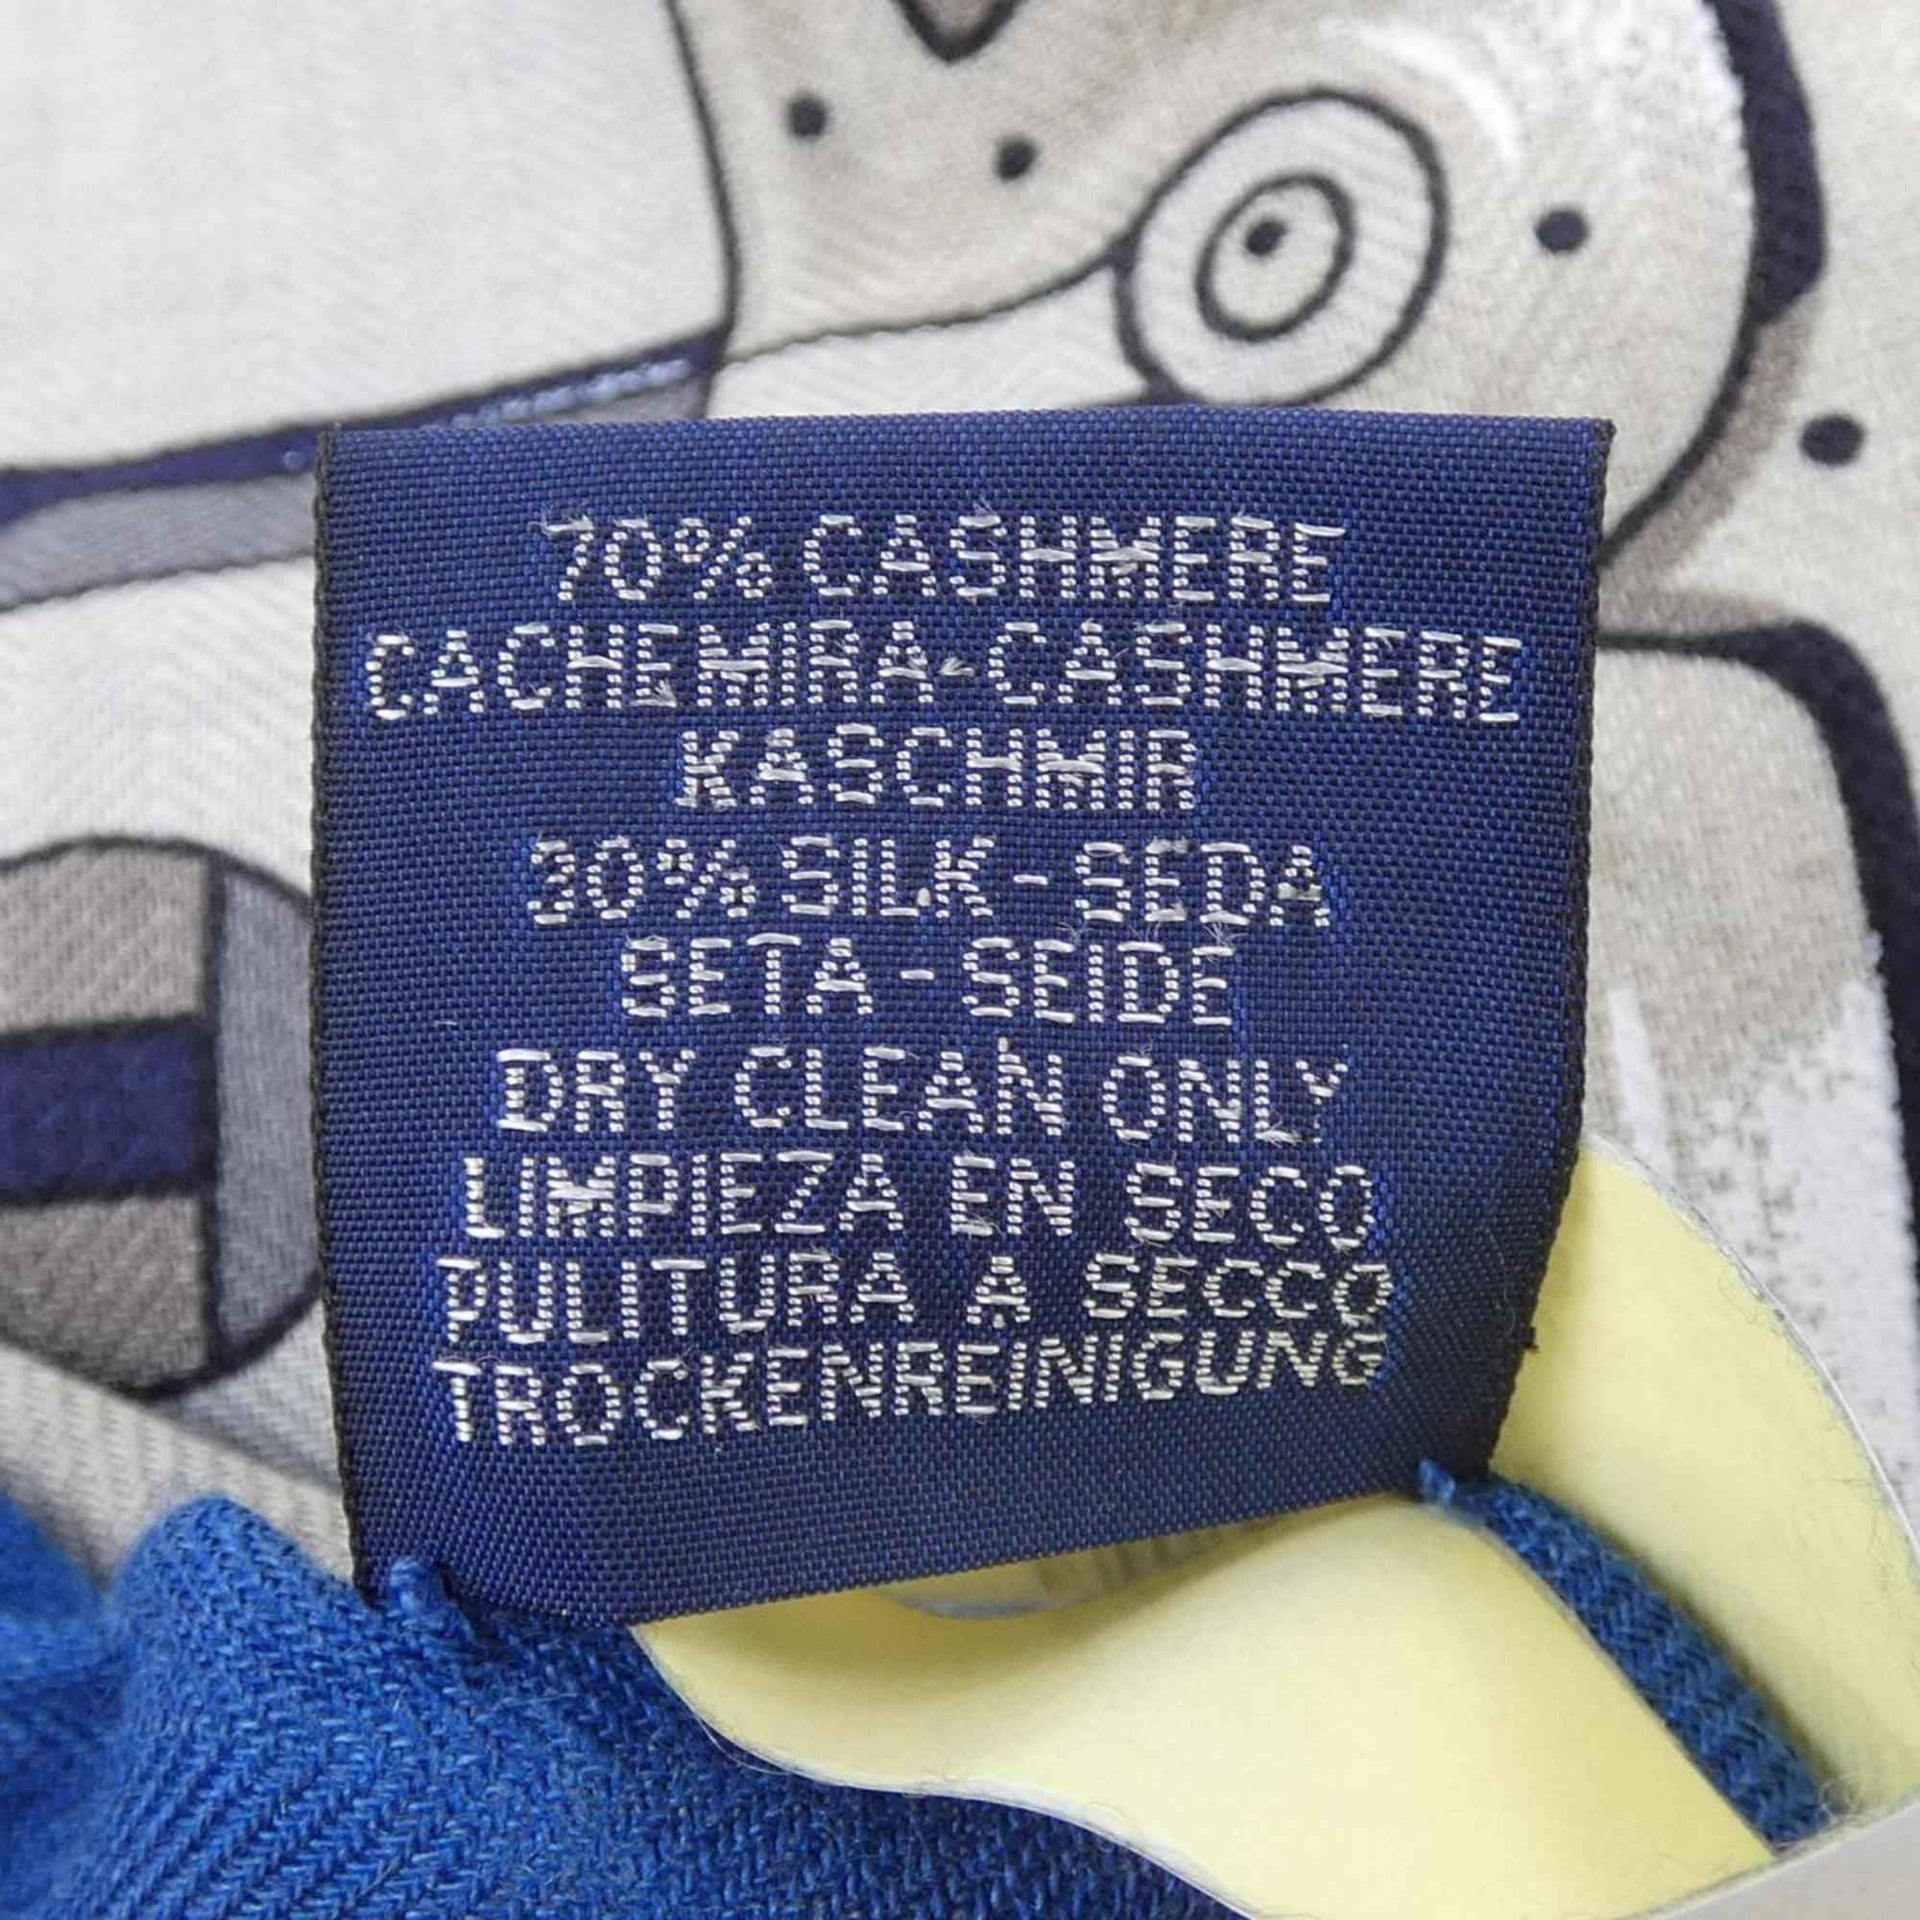 70% CASHMERE
CACHEMIRA-CASHMERE
KASCHMIR
30% SILK - SEDA
SETA - SEIDE
DRY CLEAN ONLY
LIMPIEZA EN SECO
PULITURA A SECCO
TROCKENREINIGUNG